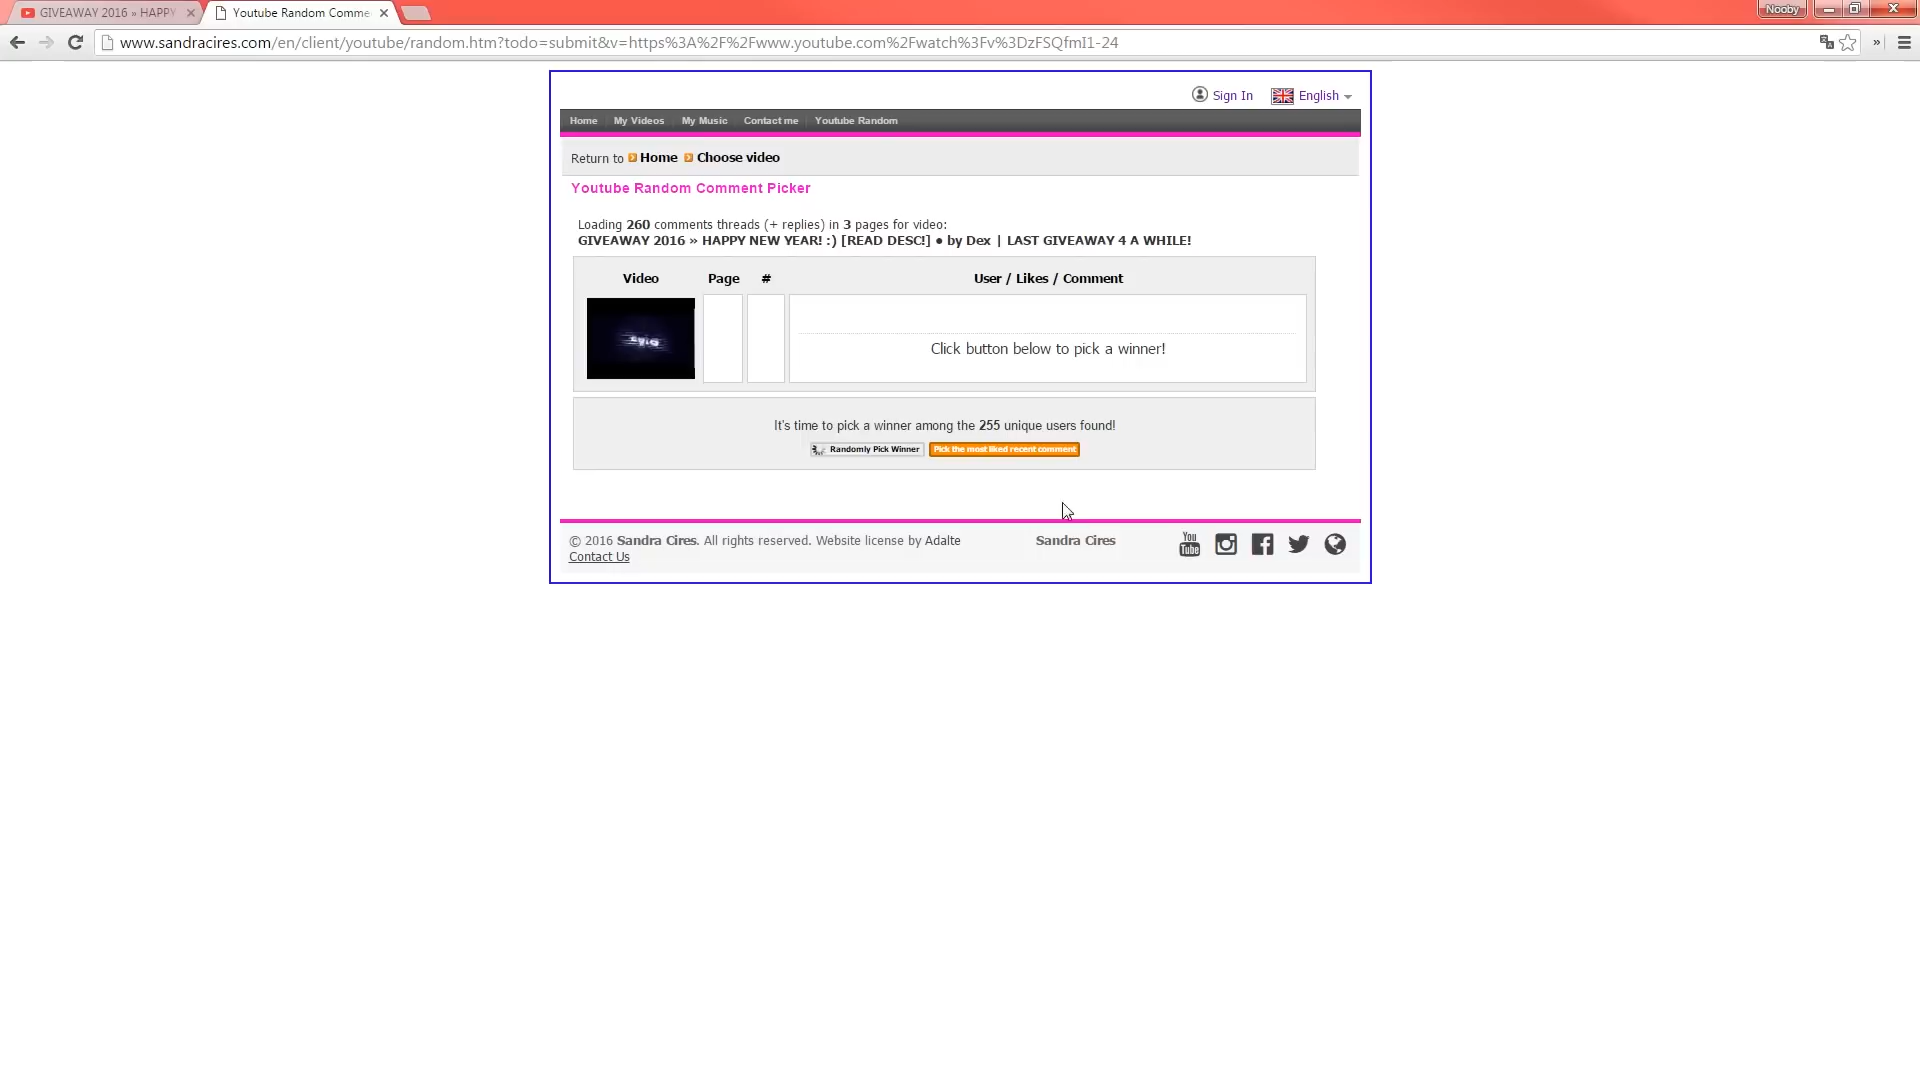 GIVEAWAY 2016 » HAPPY
Youtube Random Comme
Nooby
www.sandracires.com/en/client/youtube/random.htm?todo=submit&v=https%3A%2F%2Fwww.youtube.com%2Fwatch%3Fv%3DzFSQfmI1-24
»
Sign In English
Home My Videos My Music Contact me Youtube Random
Return to Home Choose video
Youtube Random Comment Picker
Loading 260 comments threads (+ replies) in 3 pages for video:
GIVEAWAY 2016 » HAPPY NEW YEAR! :) [READ DESC!] ● by Dex | LAST GIVEAWAY 4 A WHILE!
Video Page # User / Likes / Comment
Click button below to pick a winner!
It's time to pick a winner among the 255 unique users found!
Randomly Pick Winner Pick the most liked recent comment
© 2016 Sandra Cires. All rights reserved. Website license by Adalte
Sandra Cires
You Tube
Contact Us